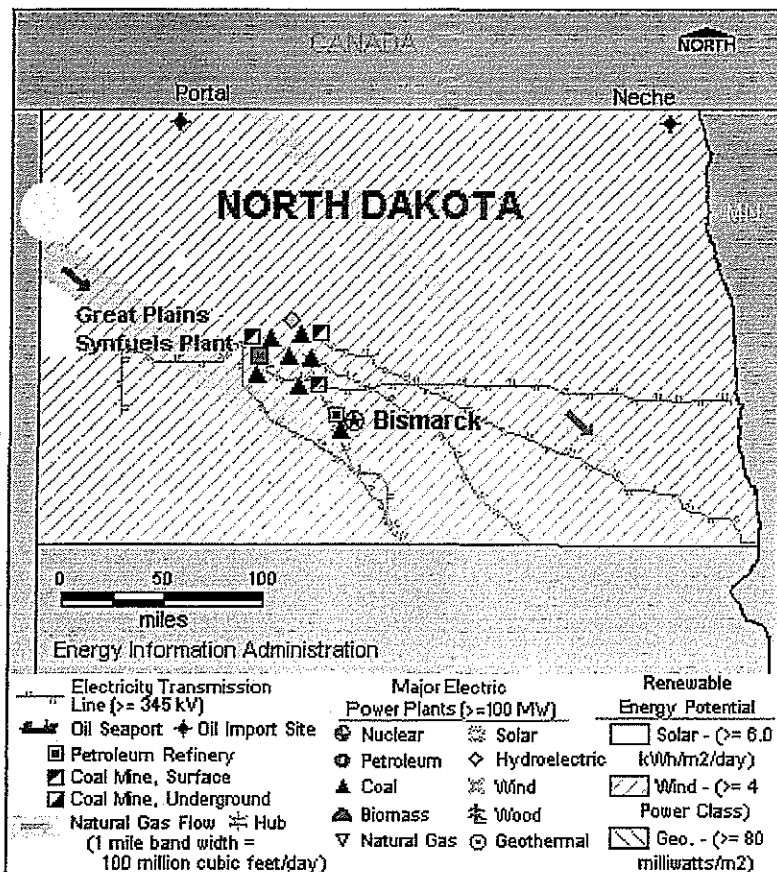 CANADA
NORTH
Portal
Neche
NORTH DAKOTA
MN
Great Plains
Synfuels Plant
Bismarck
0 50 100
miles
Energy Information Administration
Electricity Transmission
Line (>= 345 kV)
Oil Seaport Oil Import Site
Petroleum Refinery
Coal Mine, Surface
Coal Mine, Underground
Natural Gas Flow Hub
(1 mile band width =
100 million cubic feet/day)
Major Electric
Power Plants (>=100 MW)
Nuclear Solar
Petroleum Hydroelectric
Coal Wind
Biomass Wood
Natural Gas Geothermal
Renewable
Energy Potential
Solar - (>= 6.0
kWh/m2/day)
Wind - (>= 4
Power Class)
Geo. - (>= 80
milliwatts/m2)